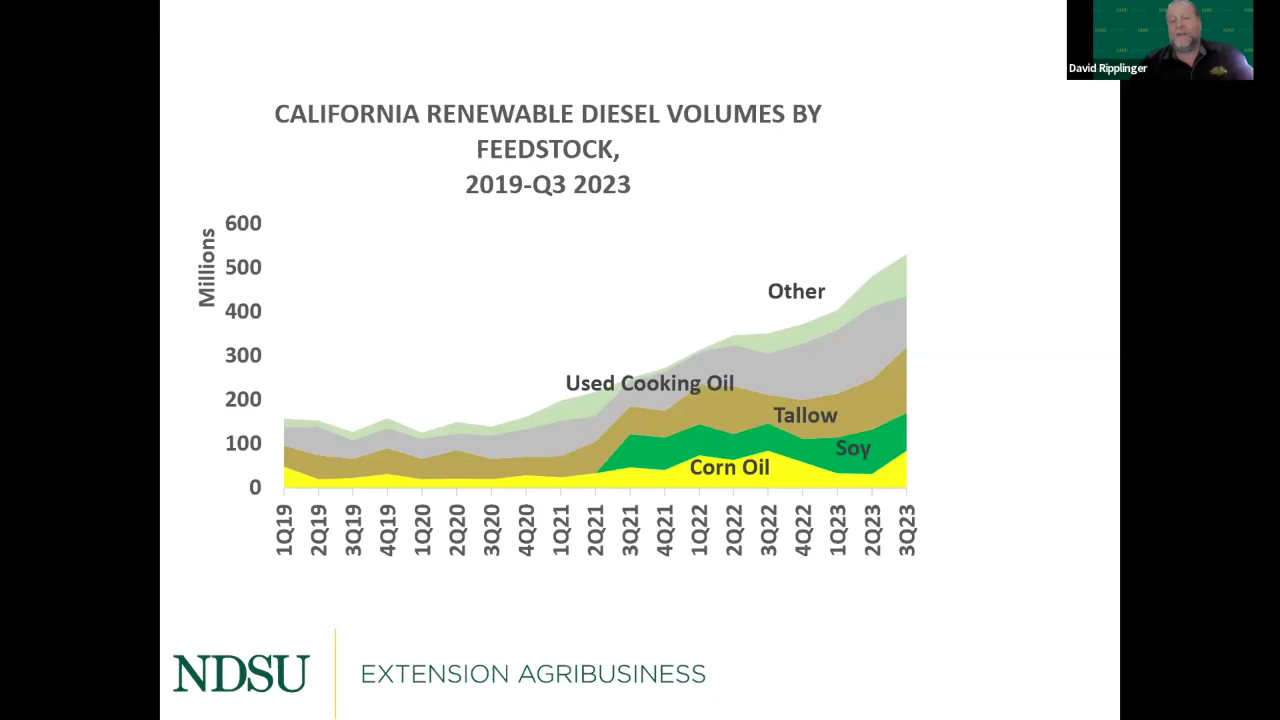 David Ripplinger
CALIFORNIA RENEWABLE DIESEL VOLUMES BY
FEEDSTOCK,
2019-Q3 2023
Millions
600
500
400
300
200
100
0
Other
Used Cooking Oil
Tallow
Soy
Corn Oil
1Q19
2Q19
3Q19
4Q19
1Q20
2Q20
3Q20
4Q20
1Q21
2Q21
3Q21
4Q21
1Q22
2Q22
3Q22
4Q22
1Q23
2Q23
3Q23
NDSU
EXTENSION AGRIBUSINESS